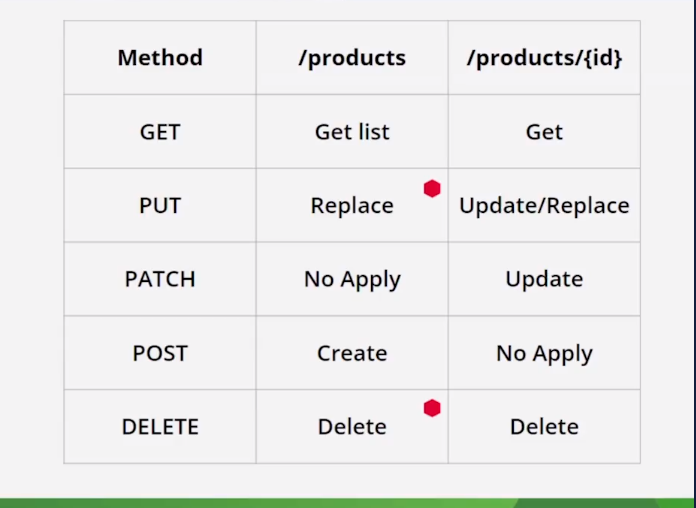 Method /products /products/{id}
GET Get list Get
PUT Replace Update/Replace
PATCH No Apply Update
POST Create No Apply
DELETE Delete Delete